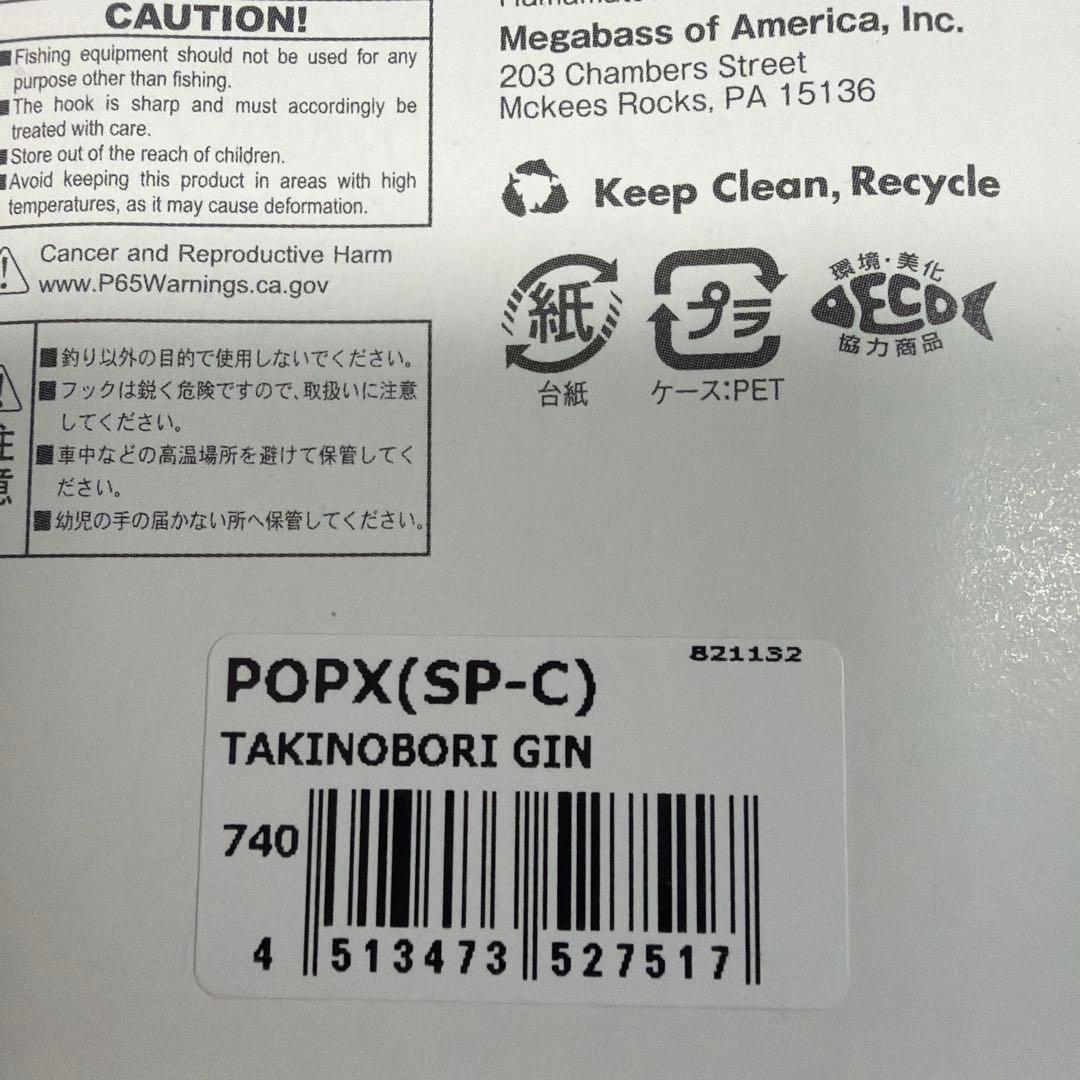 CAUTION!
■Fishing equipment should not be used for any
purpose other than fishing.
■The hook is sharp and must accordingly be
treated with care.
■Store out of the reach of children.
■Avoid keeping this product in areas with high
temperatures, as it may cause deformation.
Cancer and Reproductive Harm
www.P65Warnings.ca.gov
注意
■釣り以外の目的で使用しないでください。
■フックは鋭く危険ですので、取扱いに注意
してください。
■車中などの高温場所を避けて保管してく
ださい。
■幼児の手の届かない所へ保管してください。
Megabass of America, Inc.
203 Chambers Street
Mckees Rocks, PA 15136
Keep Clean, Recycle
紙
台紙
プラ
ケース:PET
環境・美化
ECO
協力商品
POPX(SP-C)
821132
TAKINOBORI GIN
740
4 513473 527517